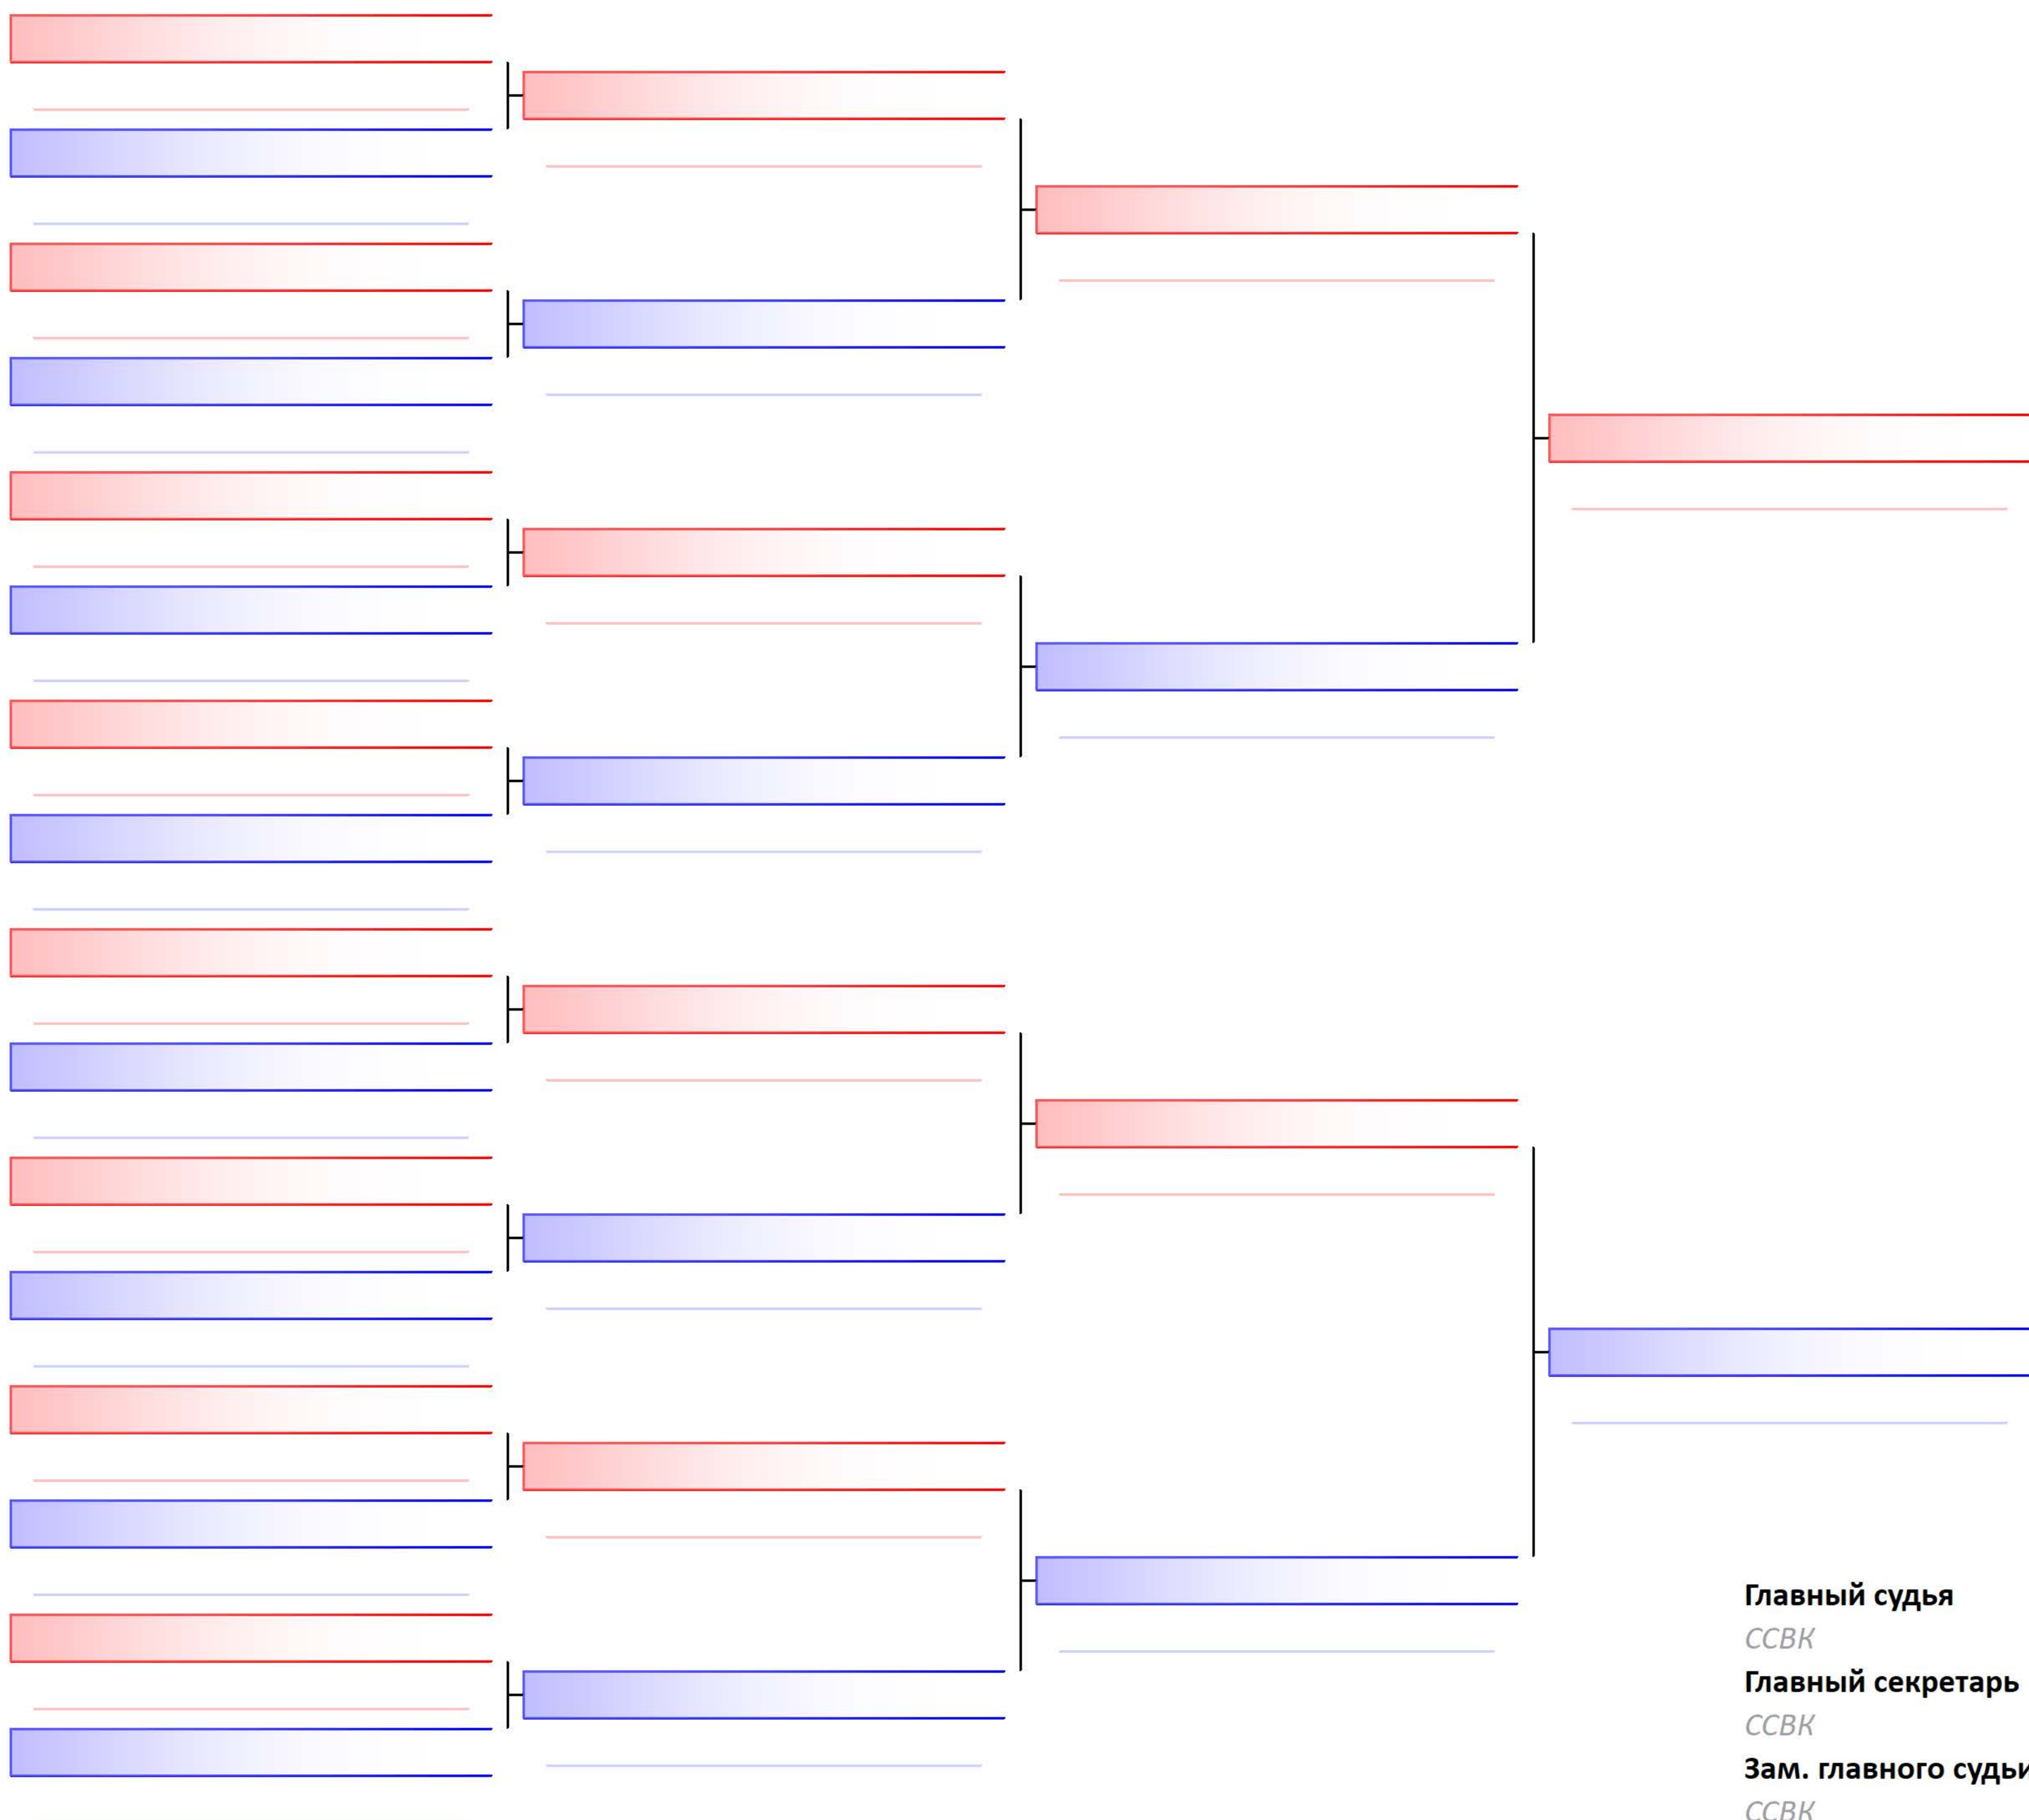 Главный судья
ССВК
Главный секретарь
ССВК
Зам. главного судьи
ССВК